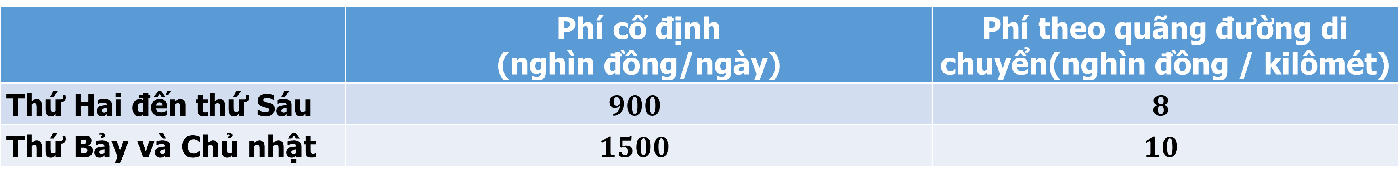 Phí cố định
(nghìn đồng/ngày)
Phí theo quãng đường di
chuyển(nghìn đồng / kilômét)
Thứ Hai đến thứ Sáu 900 8
Thứ Bảy và Chủ nhật 1500 10